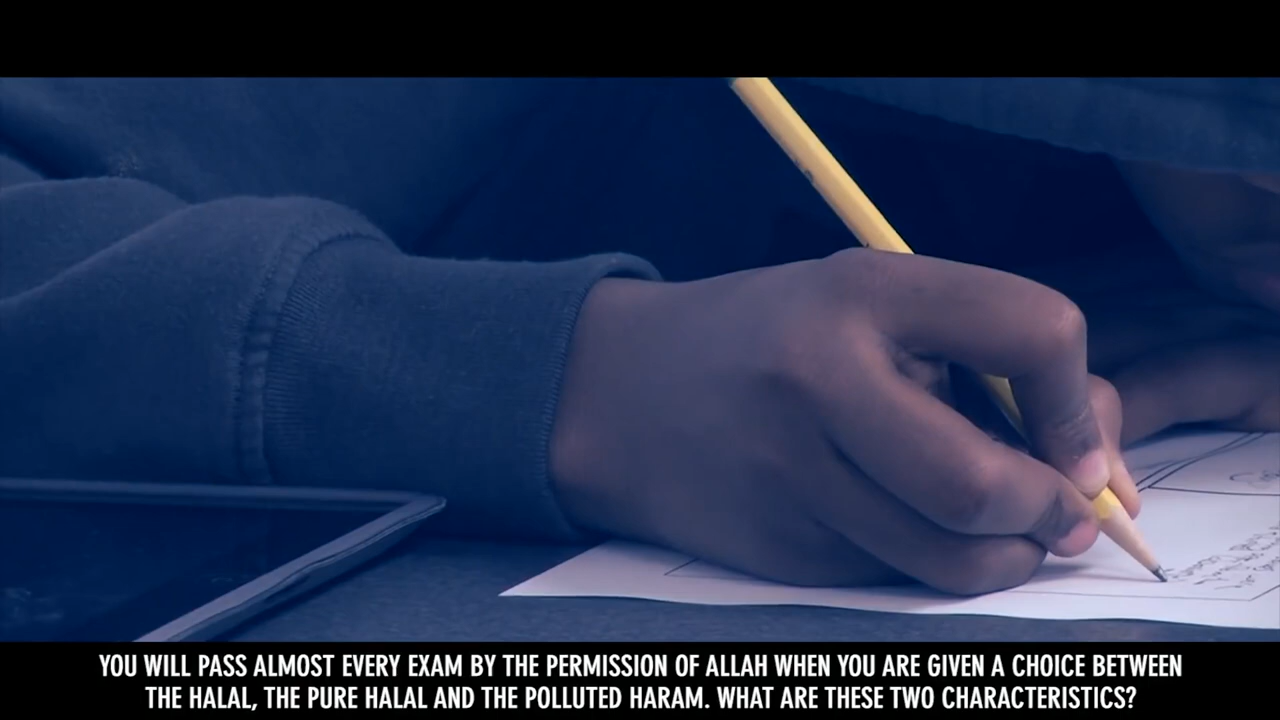 YOU WILL PASS ALMOST EVERY EXAM BY THE PERMISSION OF ALLAH WHEN YOU ARE GIVEN A CHOICE BETWEEN
THE HALAL, THE PURE HALAL AND THE POLLUTED HARAM. WHAT ARE THESE TWO CHARACTERISTICS?